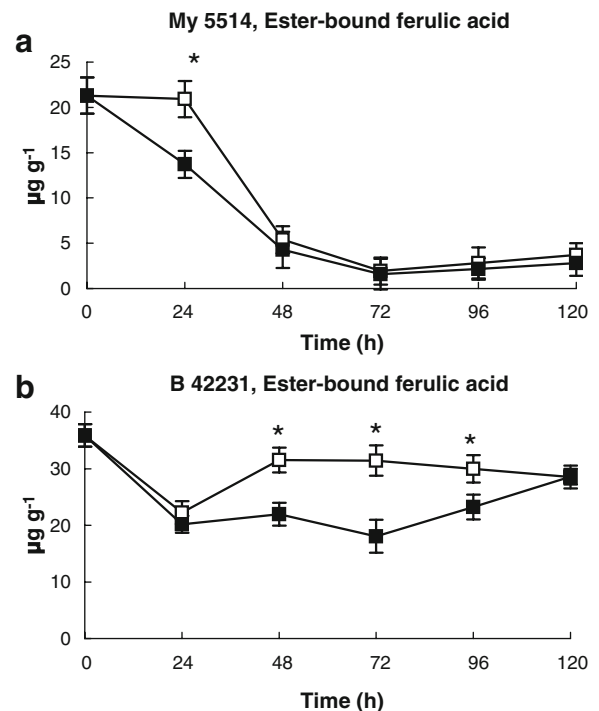 My 5514, Ester-bound ferulic acid
a
*
25
20
15
10
5
0
µg g-1
0 24 48 72 96 120
Time (h)
B 42231, Ester-bound ferulic acid
b
* * *
40
30
20
10
0
µg g-1
0 24 48 72 96 120
Time (h)